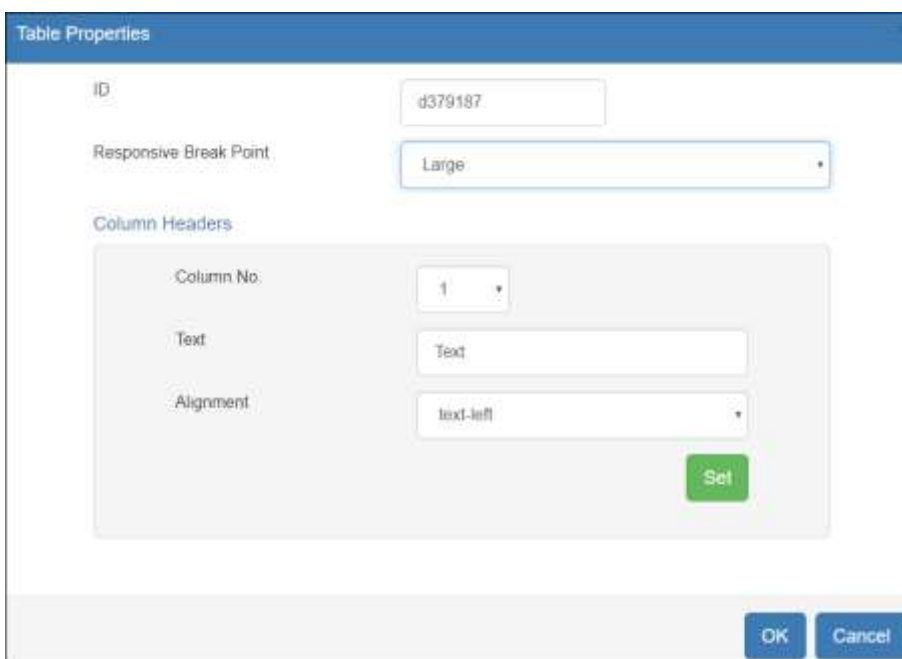 Table Properties
ID
d379187
Responsive Break Point
Large
Column Headers
Column No.
1
Text
Text
Alignment
text-left
Set
OK
Cancel